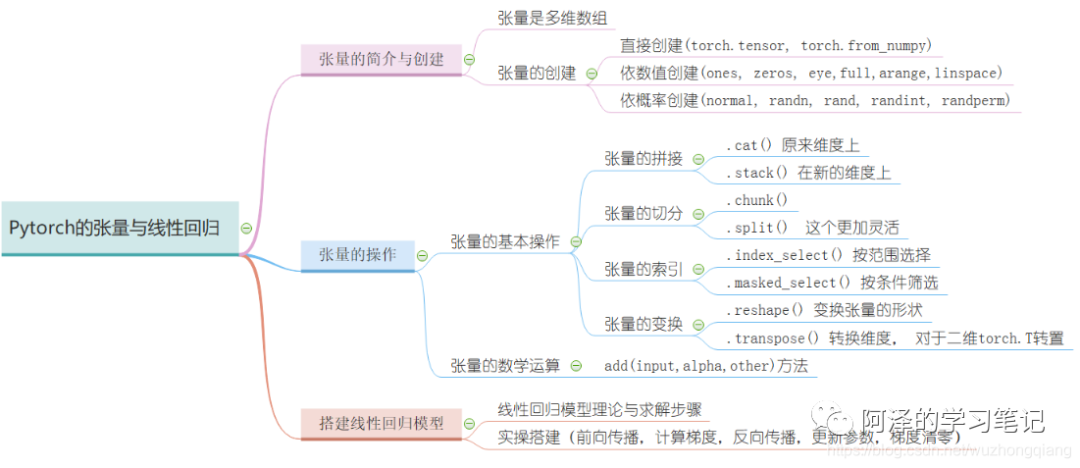 Pytorch的张量与线性回归
张量的简介与创建
张量是多维数组
张量的创建
直接创建(torch.tensor, torch.from_numpy)
依数值创建(ones, zeros, eye,full,arange,linspace)
依概率创建(normal, randn, rand, randint, randperm)
张量的操作
张量的基本操作
张量的拼接
.cat() 原来维度上
.stack() 在新的维度上
张量的切分
.chunk()
.split() 这个更加灵活
张量的索引
.index_select() 按范围选择
.masked_select() 按条件筛选
张量的变换
.reshape() 变换张量的形状
.transpose() 转换维度， 对于二维torch.T转置
张量的数学运算
add(input,alpha,other)方法
搭建线性回归模型
线性回归模型理论与求解步骤
实操搭建（前向传播，计算梯度，反向传播，更新参数，梯度清零）
阿泽的学习笔记
https://blog.csdn.net/wuzhongqiang